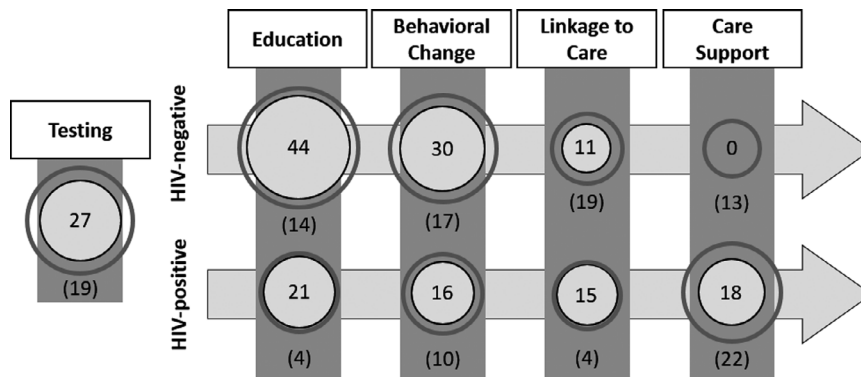 Education
Behavioral
Change
Linkage to
Care
Care
Support
Testing
27
(19)
HIV-negative
44
30
11
0
(14)
(17)
(19)
(13)
HIV-positive
21
16
15
18
(4)
(10)
(4)
(22)